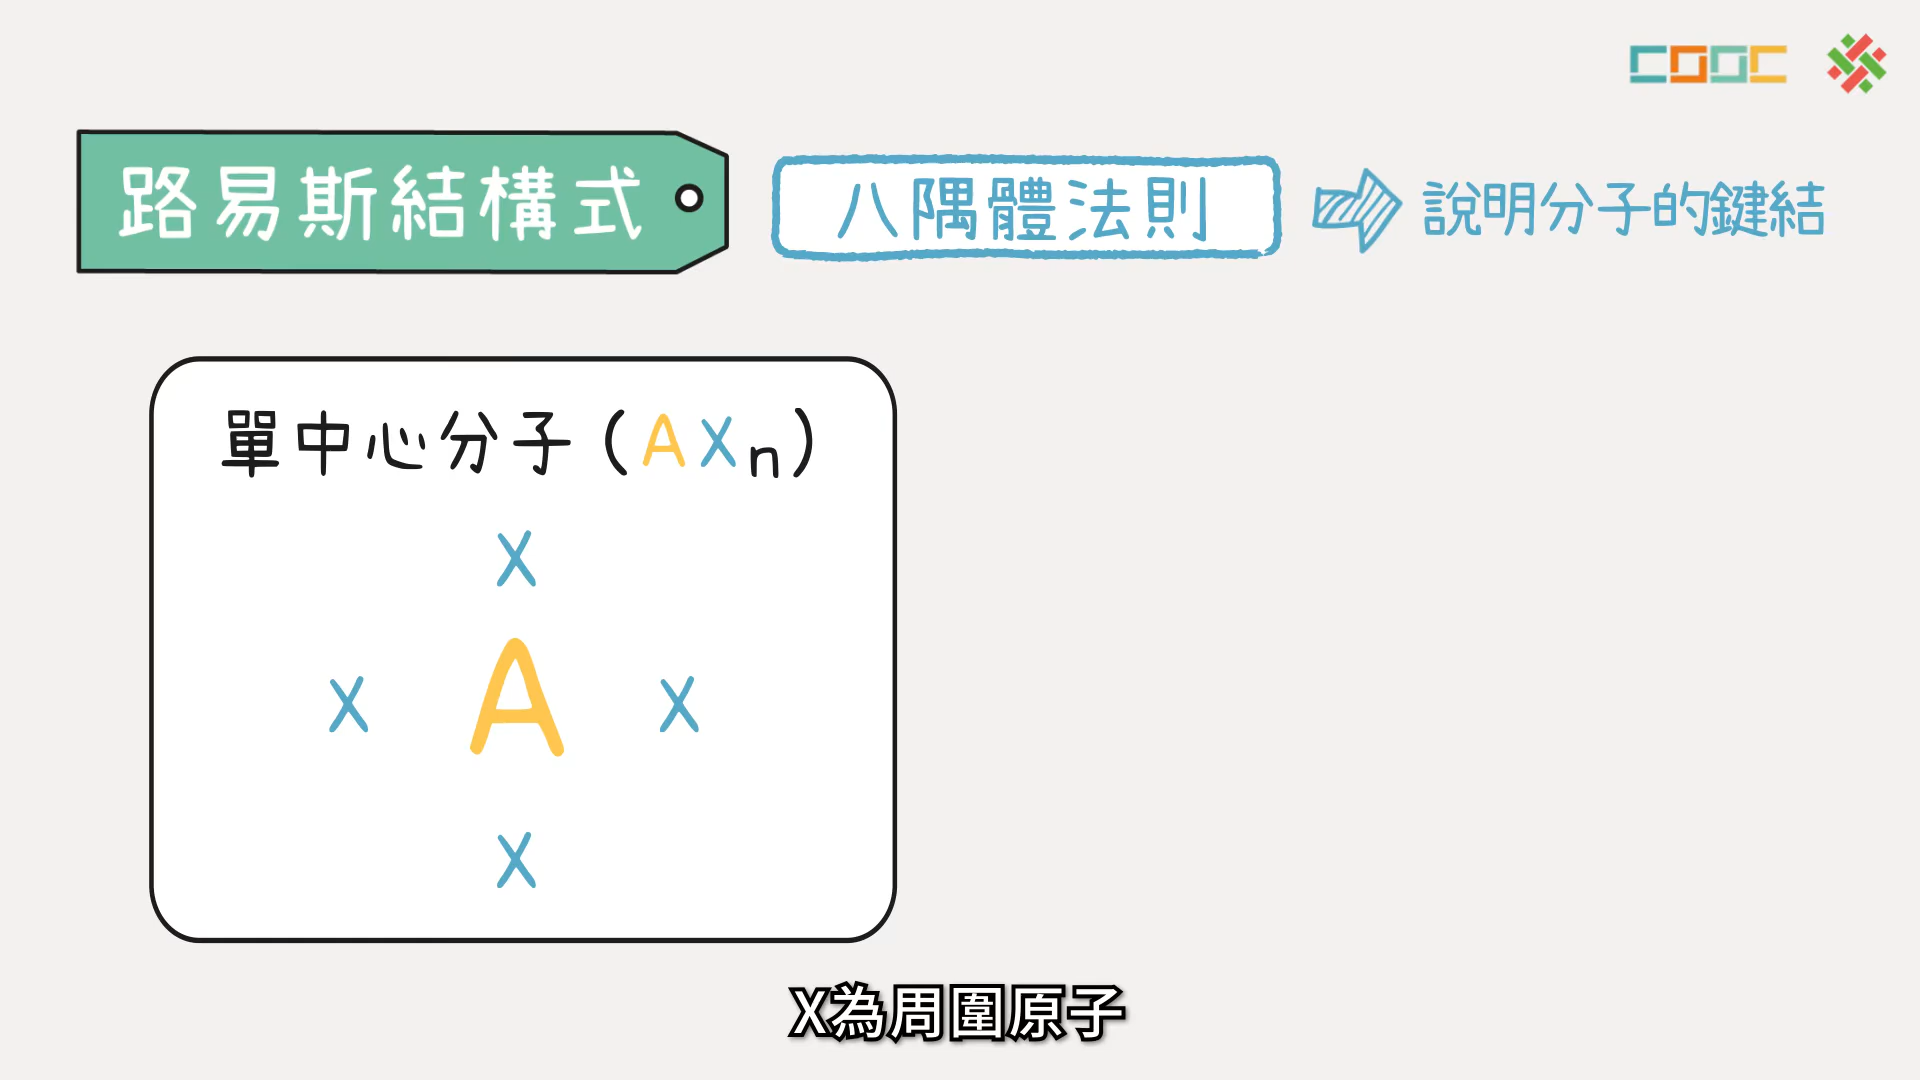 COOC
路易斯結構式
八隅體法則
說明分子的鍵結
單中心分子(AXn)
X
X A X
X
X為周圍原子